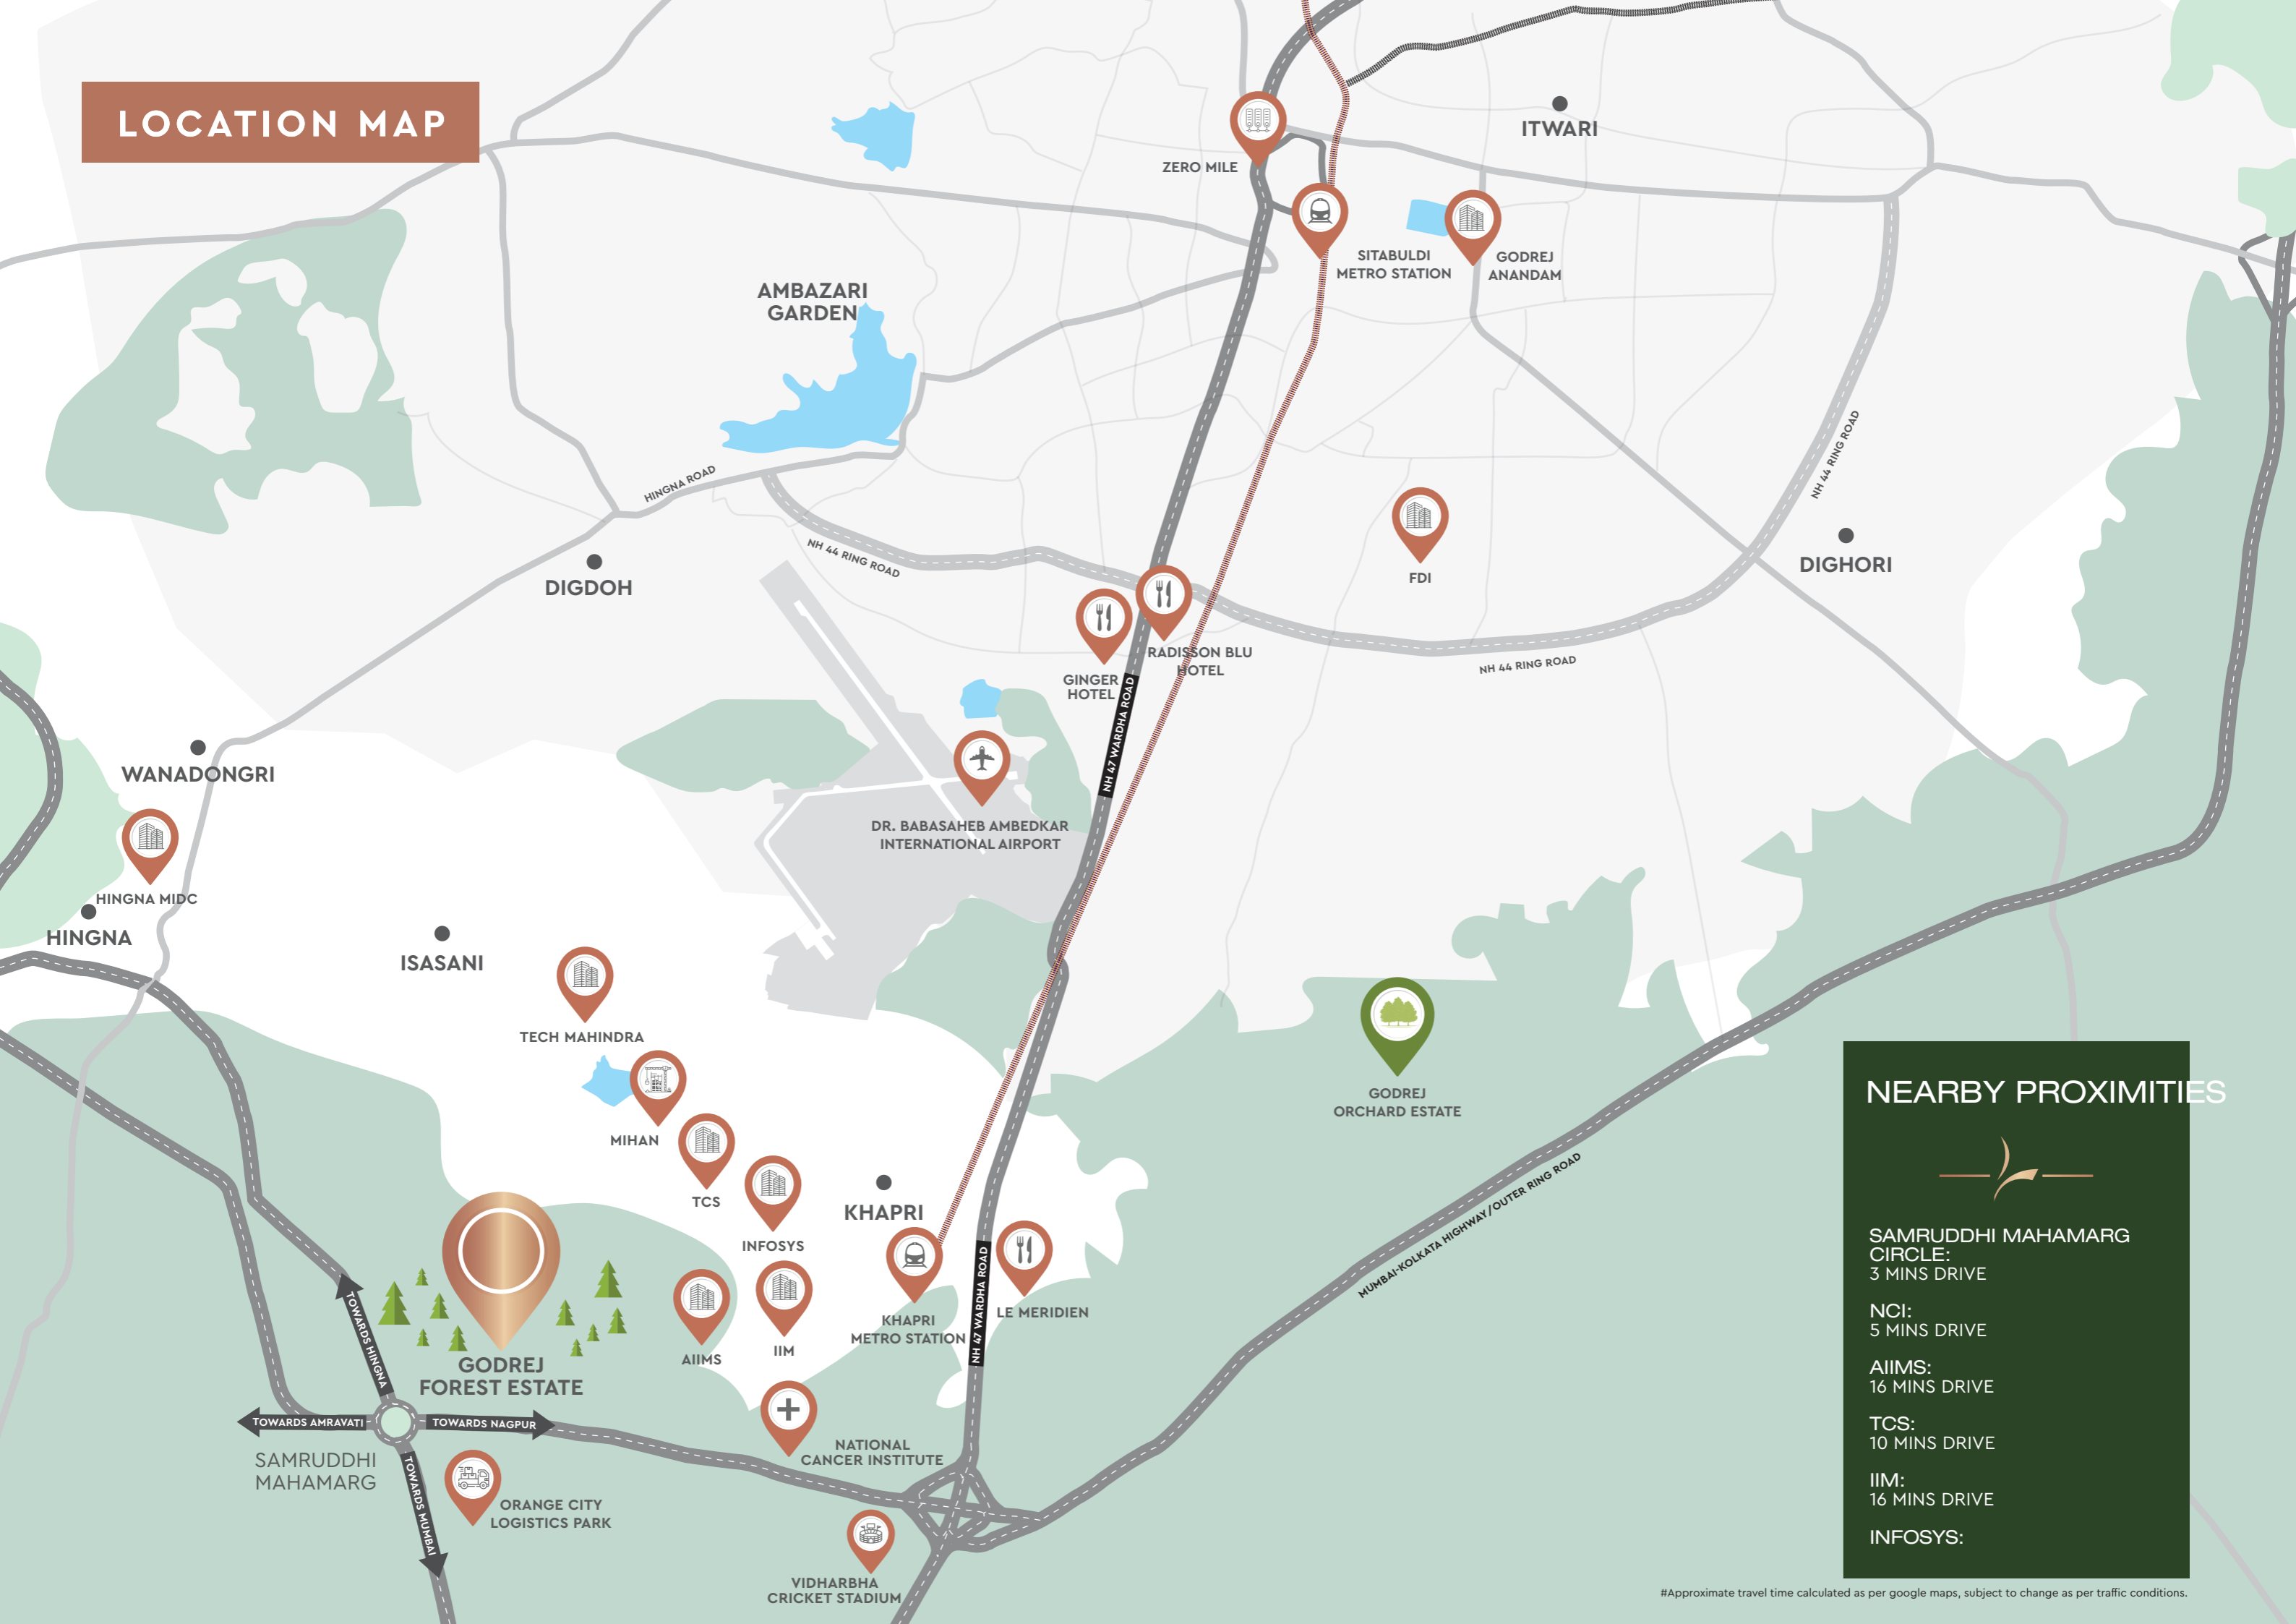 LOCATION MAP
ZERO MILE
ITWARI
SITABULDI
METRO STATION
GODREJ
ANANDAM
AMBAZARI
GARDEN
HINGNA ROAD
NH 44 RING ROAD
NH 44 RING ROAD
DIGDOH
FDI
DIGHORI
RADISSON BLU
HOTEL
NH 44 RING ROAD
GINGER
HOTEL
NH 47 WARDHA ROAD
WANADONGRI
DR. BABASAHEB AMBEDKAR
INTERNATIONAL AIRPORT
HINGNA MIDC
HINGNA
ISASANI
TECH MAHINDRA
MIHAN
TCS
INFOSYS
KHAPRI
GODREJ
ORCHARD ESTATE
MUMBAI-KOLKATA HIGHWAY/OUTER RING ROAD
KHAPRI
METRO STATION
LE MERIDIEN
NH 47 WARDHA ROAD
AIIMS
IIM
GODREJ
FOREST ESTATE
TOWARDS HINGNA
TOWARDS AMRAVATI
TOWARDS NAGPUR
TOWARDS MUMBAI
SAMRUDDHI
MAHAMARG
NATIONAL
CANCER INSTITUTE
ORANGE CITY
LOGISTICS PARK
VIDHARBHA
CRICKET STADIUM
NEARBY PROXIMITIES
SAMRUDDHI MAHAMARG
CIRCLE:
3 MINS DRIVE
NCI:
5 MINS DRIVE
AIIMS:
16 MINS DRIVE
TCS:
10 MINS DRIVE
IIM:
16 MINS DRIVE
INFOSYS:
#Approximate travel time calculated as per google maps, subject to change as per traffic conditions.